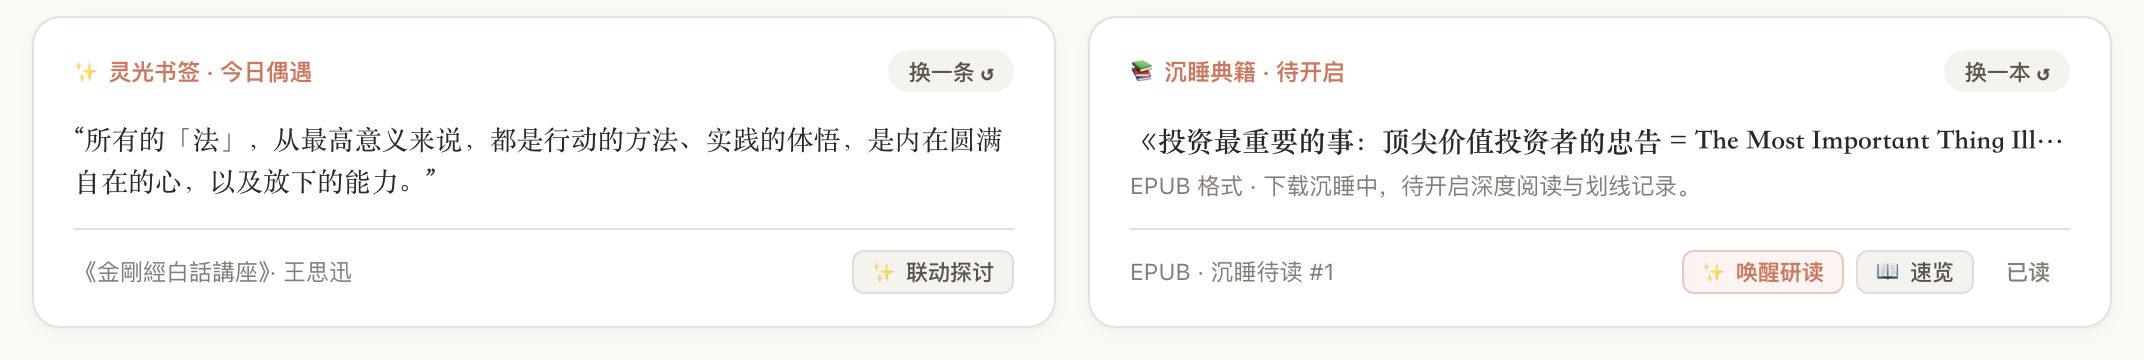 ✨ 灵光书签 · 今日偶遇
换一条 ↺
“所有的「法」，从最高意义来说，都是行动的方法、实践的体悟，是内在圆满
自在的心，以及放下的能力。”
《金剛經白話講座》· 王思迅
✨ 联动探讨
📚 沉睡典籍 · 待开启
换一本 ↺
《投资最重要的事：顶尖价值投资者的忠告 = The Most Important Thing Ill…
EPUB 格式 · 下载沉睡中，待开启深度阅读与划线记录。
EPUB · 沉睡待读 #1
✨ 唤醒研读
📖 速览
已读